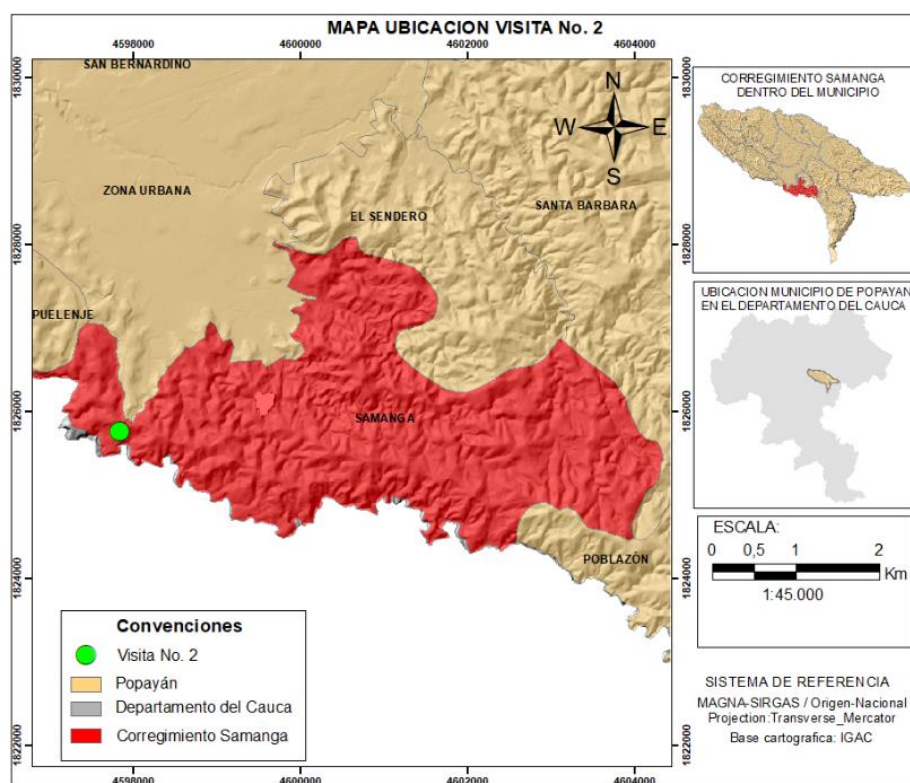 MAPA UBICACION VISITA No. 2
4598000
4600000
4602000
4604000
1830000
1828000
1826000
1824000
1822000
SAN BERNARDINO
ZONA URBANA
EL SENDERO
SANTA BARBARA
PUELENJE
SAMANGA
POBLAZÓN
N
W
E
S
Convenciones
Visita No. 2
Popayán
Departamento del Cauca
Corregimiento Samanga
4598000
4600000
4602000
4604000
1830000
1828000
1826000
1824000
1822000
CORREGIMIENTO SAMANGA
DENTRO DEL MUNICIPIO
UBICACION MUNICIPIO DE POPAYAN
EN EL DEPARTAMENTO DEL CAUCA
ESCALA:
0 0,5 1 2
Km
1:45.000
SISTEMA DE REFERENCIA
MAGNA-SIRGAS / Origen-Nacional
Projection:Transverse_Mercator
Base cartografica: IGAC